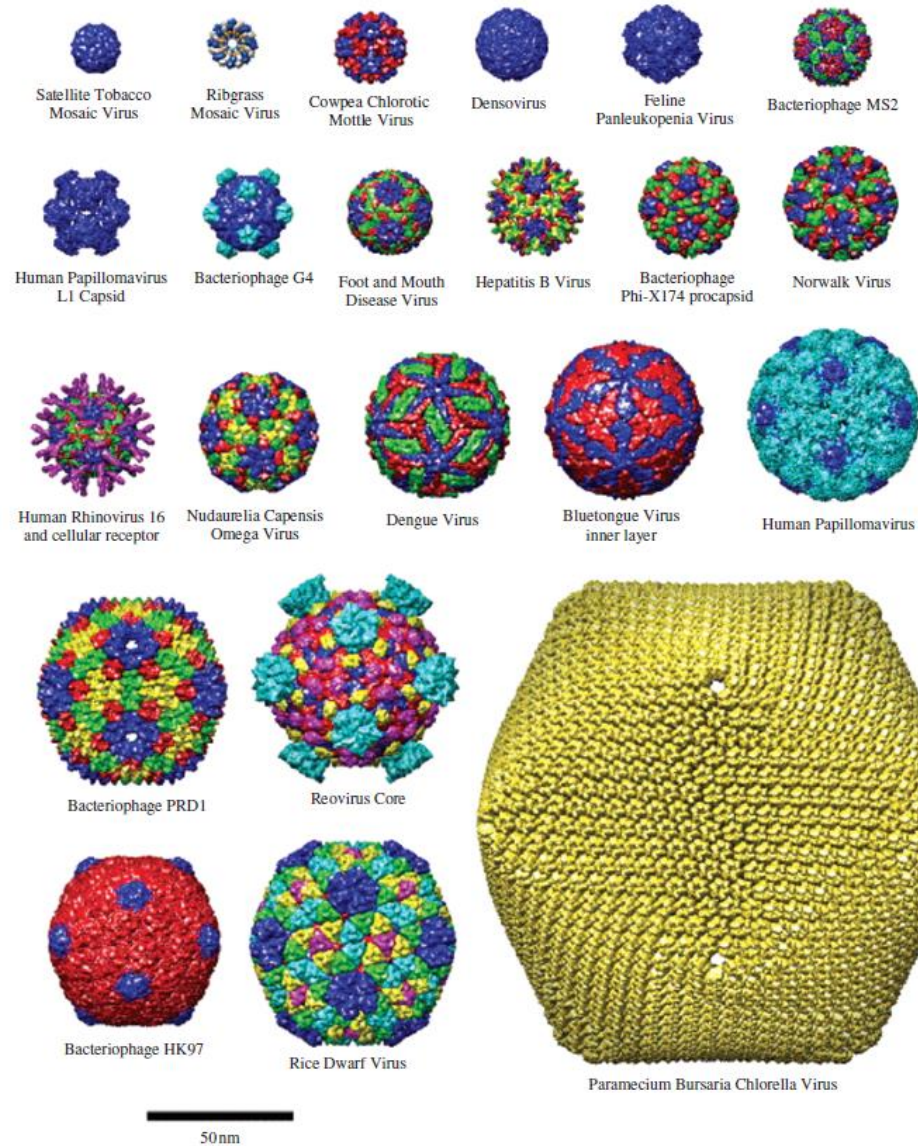 Satellite Tobacco
Mosaic Virus
Ribgrass
Mosaic Virus
Cowpea Chlorotic
Mottle Virus
Densovirus
Feline
Panleukopenia Virus
Bacteriophage MS2
Human Papillomavirus
L1 Capsid
Bacteriophage G4
Foot and Mouth
Disease Virus
Hepatitis B Virus
Bacteriophage
Phi-X174 procapsid
Norwalk Virus
Human Rhinovirus 16
and cellular receptor
Nudaurelia Capensis
Omega Virus
Dengue Virus
Bluetongue Virus
inner layer
Human Papillomavirus
Bacteriophage PRD1
Reovirus Core
Bacteriophage HK97
Rice Dwarf Virus
Paramecium Bursaria Chlorella Virus
50nm